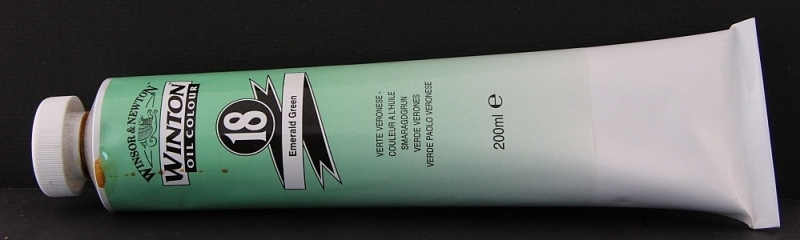 WINSOR & NEWTON
WINTON
OIL COLOUR
18
Emerald Green
VERTE VERONESE -
COULEUR A L'HUILE
SMARAGDGRUN
VERDE VERONES
VERDE PAOLO VERONESE
200ml e